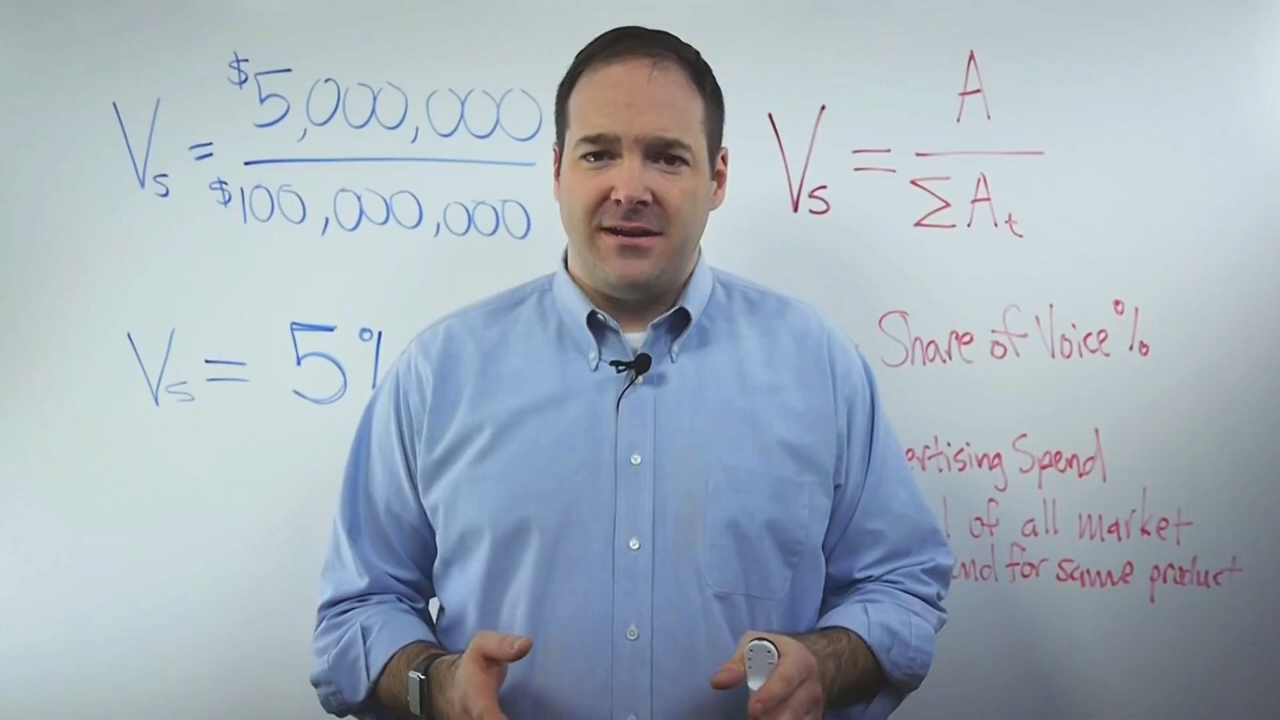 Vs = $5,000,000
$100,000,000
Vs = 5%
Vs = A
ΣAt
Share of Voice %
ertising Spend
of all market
for same product